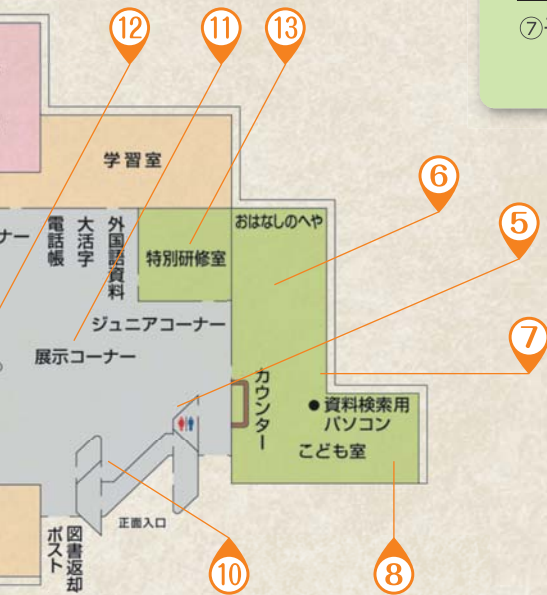 ⑫
⑪
⑬
⑦
学習室
⑥
⑤
ナー
電話帳
大活字
外国語資料
特別研修室
おはなしのへや
ジュニアコーナー
展示コーナー
⑦
カウンター
●資料検索用
パソコン
こども室
正面入口
図書返却
ポスト
⑩
⑧